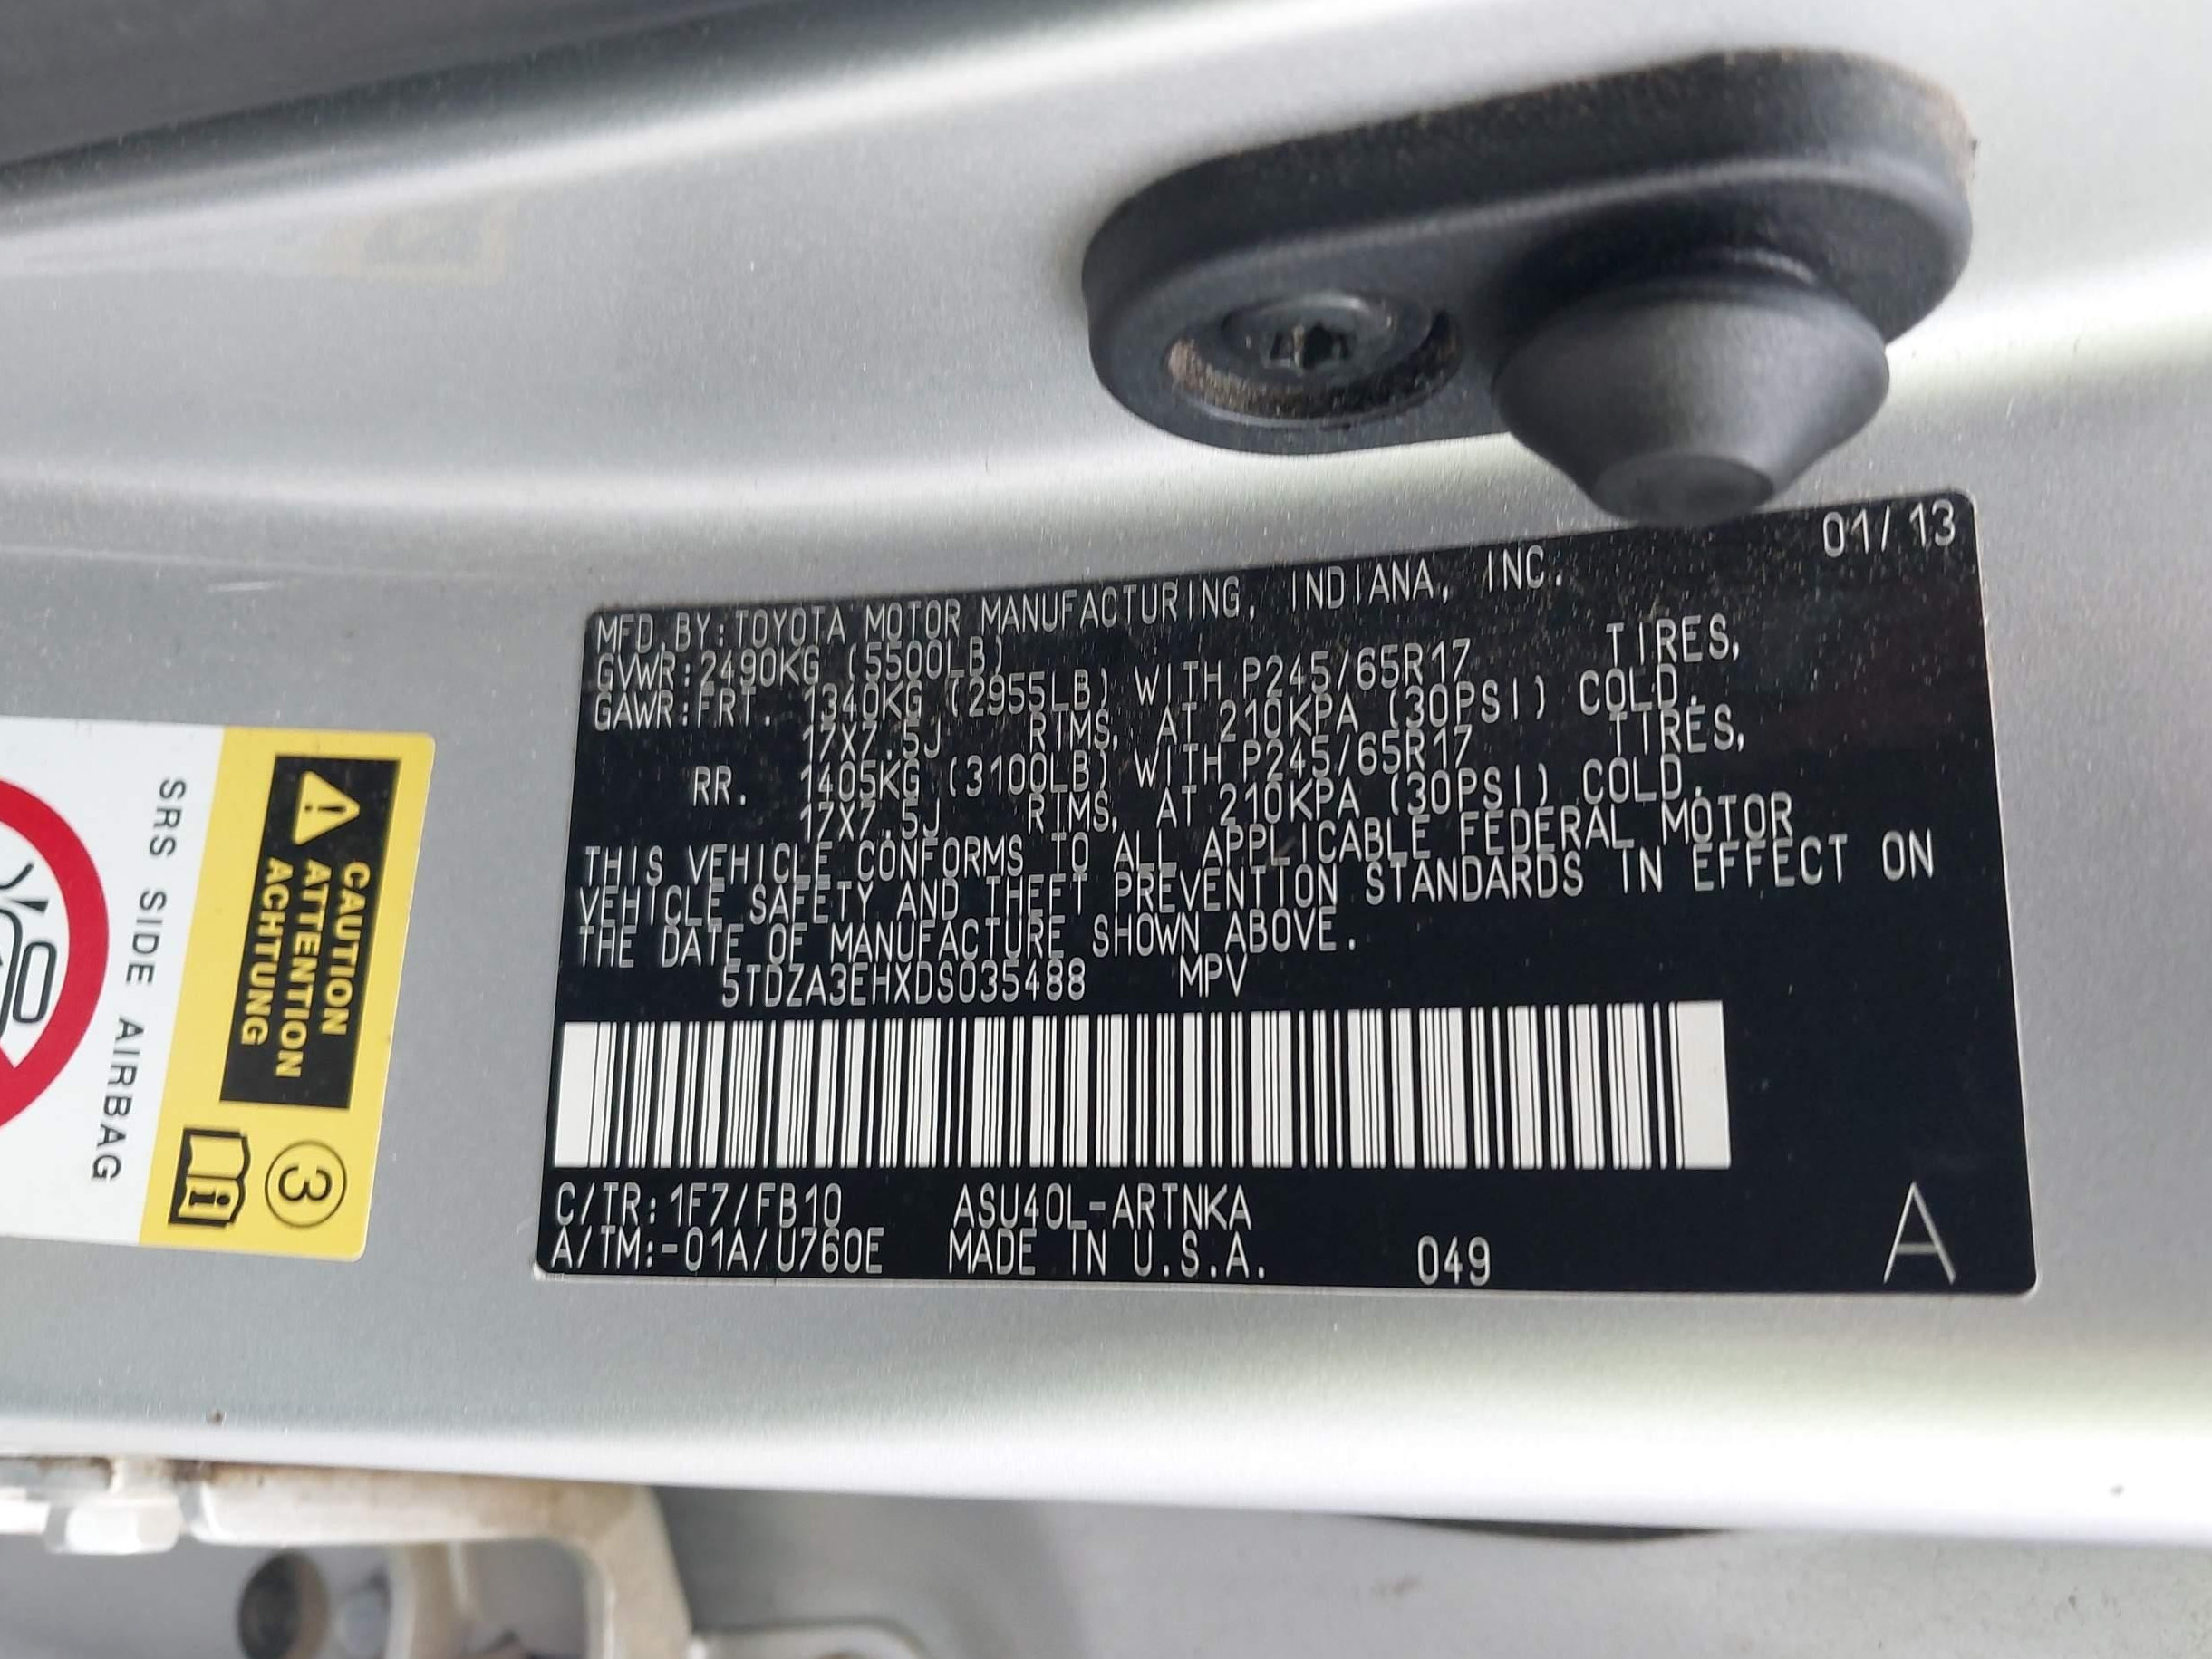 01/13
MFD.BY:TOYOTA MOTOR MANUFACTURING, INDIANA, INC.
GVWR:2490KG (5500LB)
GAWR:FRT. 1340KG (2955LB) WITH P245/65R17 TIRES,
17X7.5J RIMS, AT 210KPA (30PSI) COLD.
RR. 1405KG (3100LB) WITH P245/65R17 TIRES,
17X7.5J RIMS, AT 210KPA (30PSI) COLD.
THIS VEHICLE CONFORMS TO ALL APPLICABLE FEDERAL MOTOR
VEHICLE SAFETY AND THEFT PREVENTION STANDARDS IN EFFECT ON
THE DATE OF MANUFACTURE SHOWN ABOVE.
5TDZA3EHXDS035488 MPV
C/TR:1F7/FB10 ASU40L-ARTNKA
A/TM:-01A/U760E MADE IN U.S.A. 049 A
CAUTION
ATTENTION
ACHTUNG
3
SRS SIDE AIRBAG